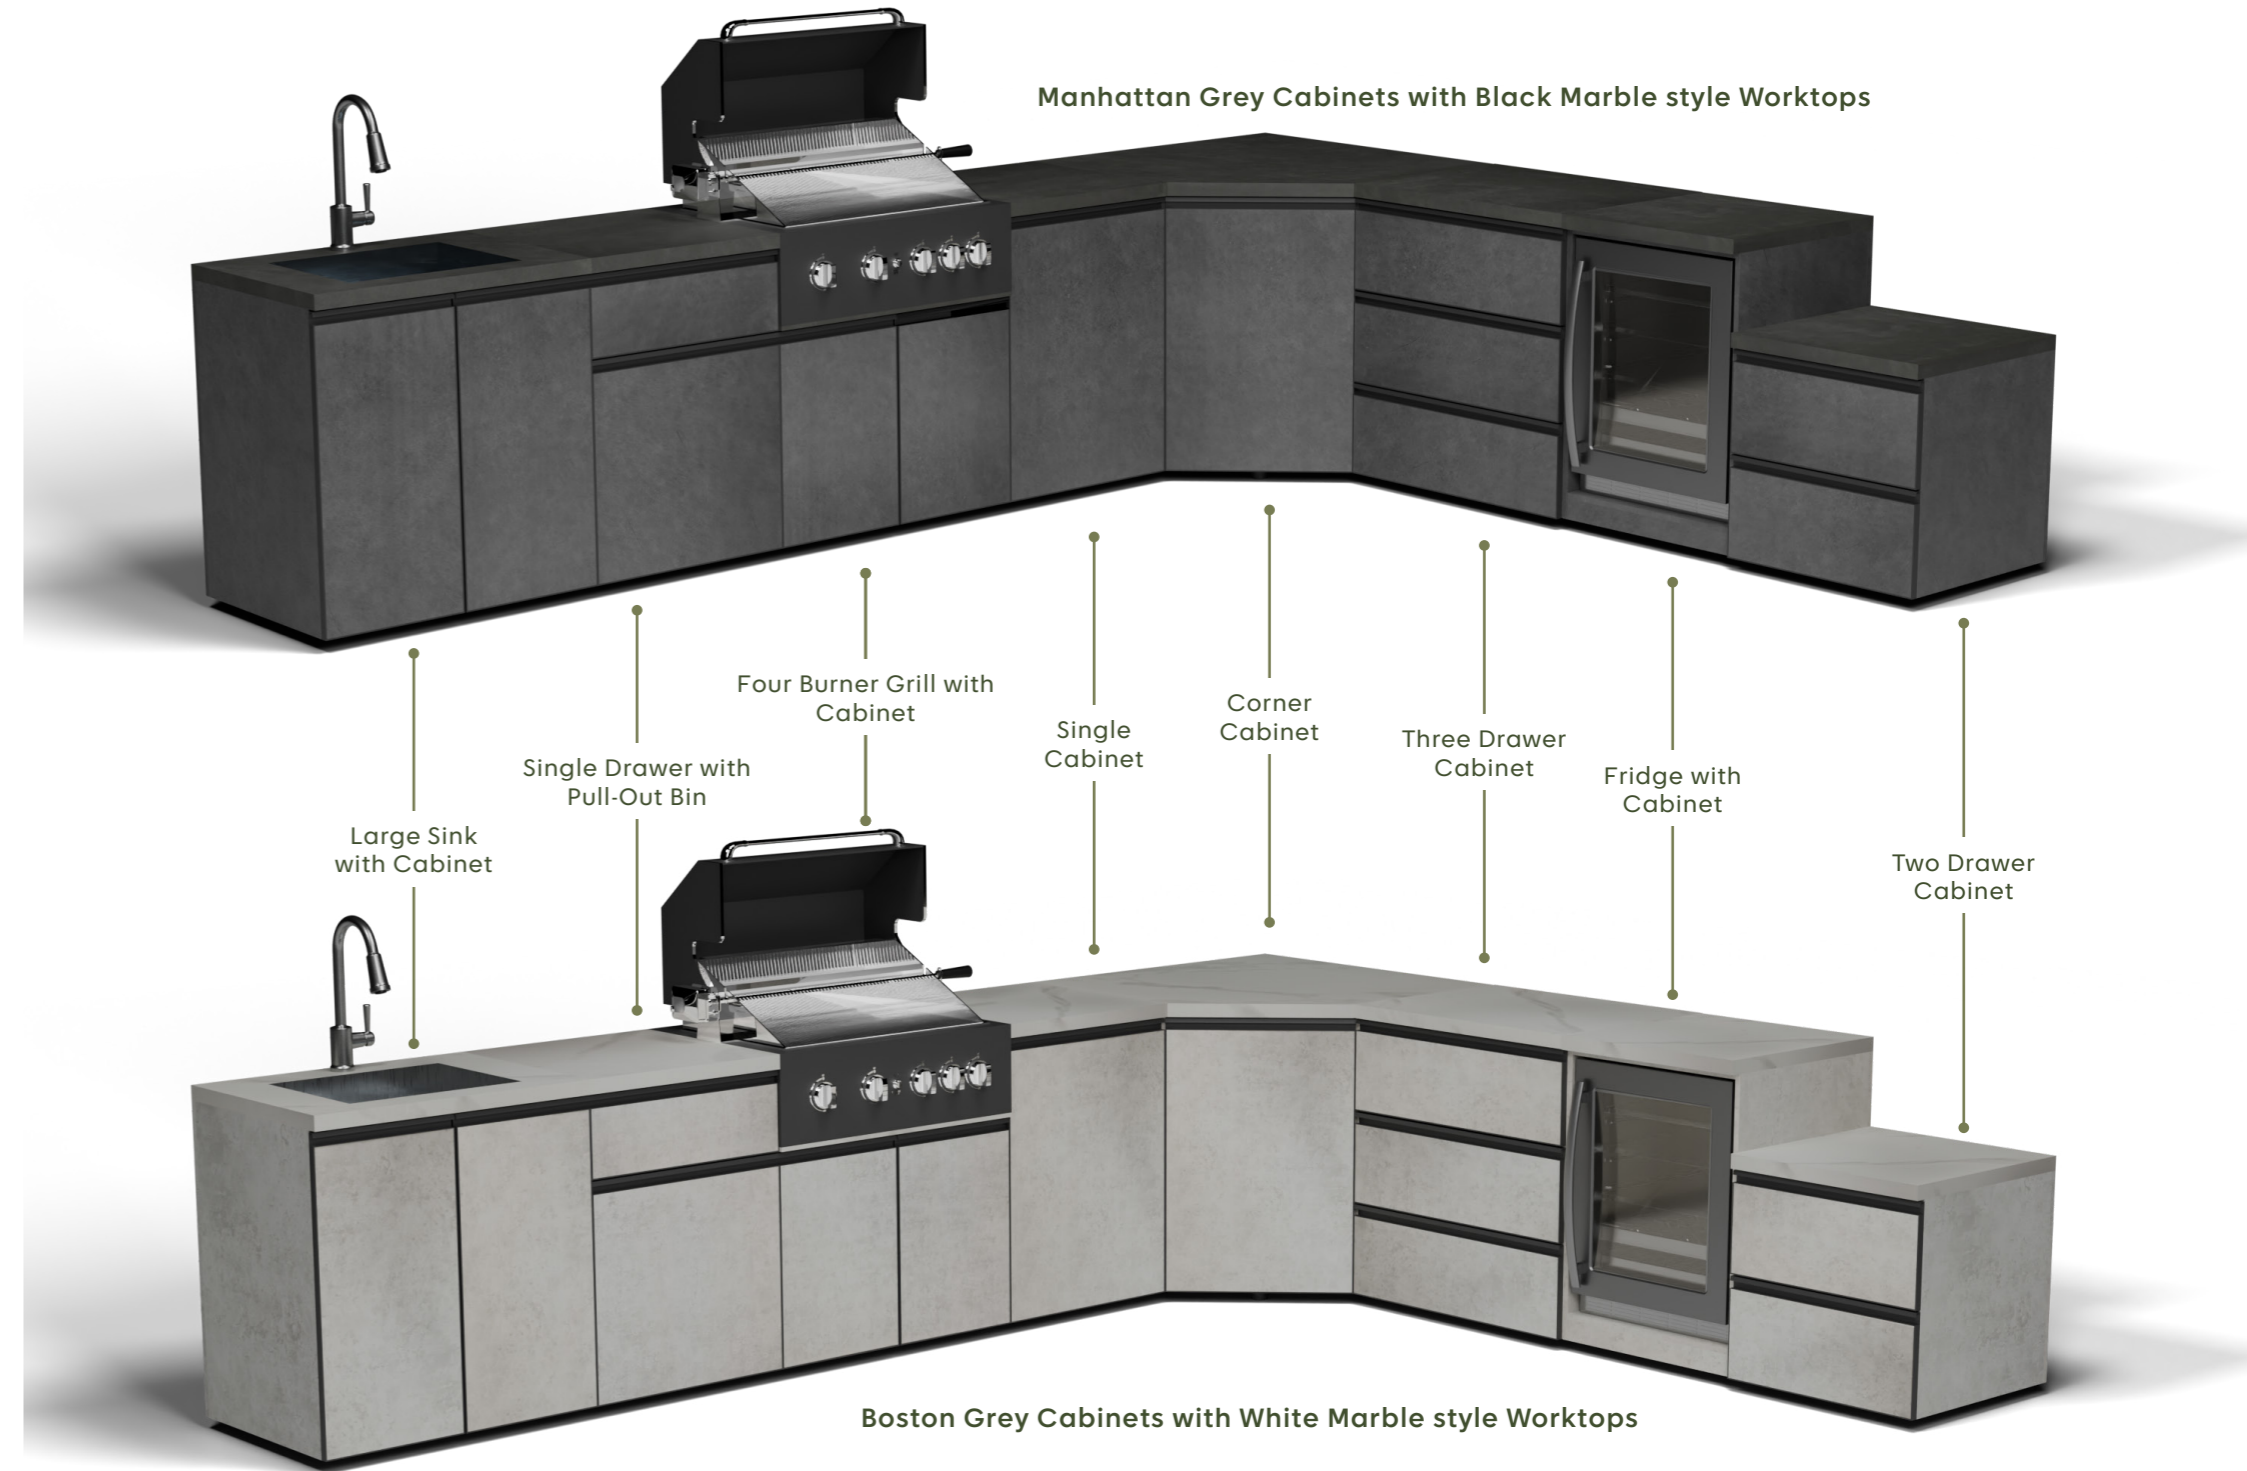 Manhattan Grey Cabinets with Black Marble style Worktops
Large Sink
with Cabinet
Single Drawer with
Pull-Out Bin
Four Burner Grill with
Cabinet
Single
Cabinet
Corner
Cabinet
Three Drawer
Cabinet
Fridge with
Cabinet
Two Drawer
Cabinet
Boston Grey Cabinets with White Marble style Worktops